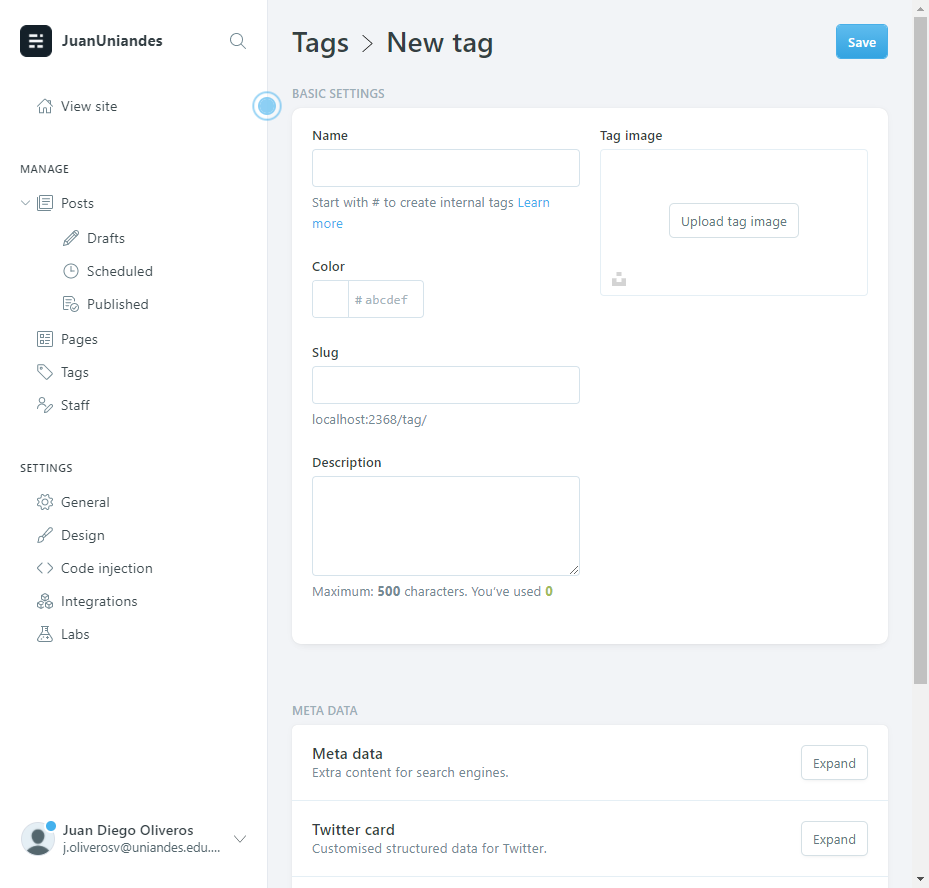 JuanUniandes
View site
MANAGE
Posts
Drafts
Scheduled
Published
Pages
Tags
Staff
SETTINGS
General
Design
Code injection
Integrations
Labs
Juan Diego Oliveros
j.oliverosv@uniandes.edu....
Tags > New tag
Save
BASIC SETTINGS
Name
Start with # to create internal tags Learn
more
Color
# abcdef
Slug
localhost:2368/tag/
Description
Maximum: 500 characters. You've used 0
Tag image
Upload tag image
META DATA
Meta data
Extra content for search engines.
Expand
Twitter card
Customised structured data for Twitter.
Expand